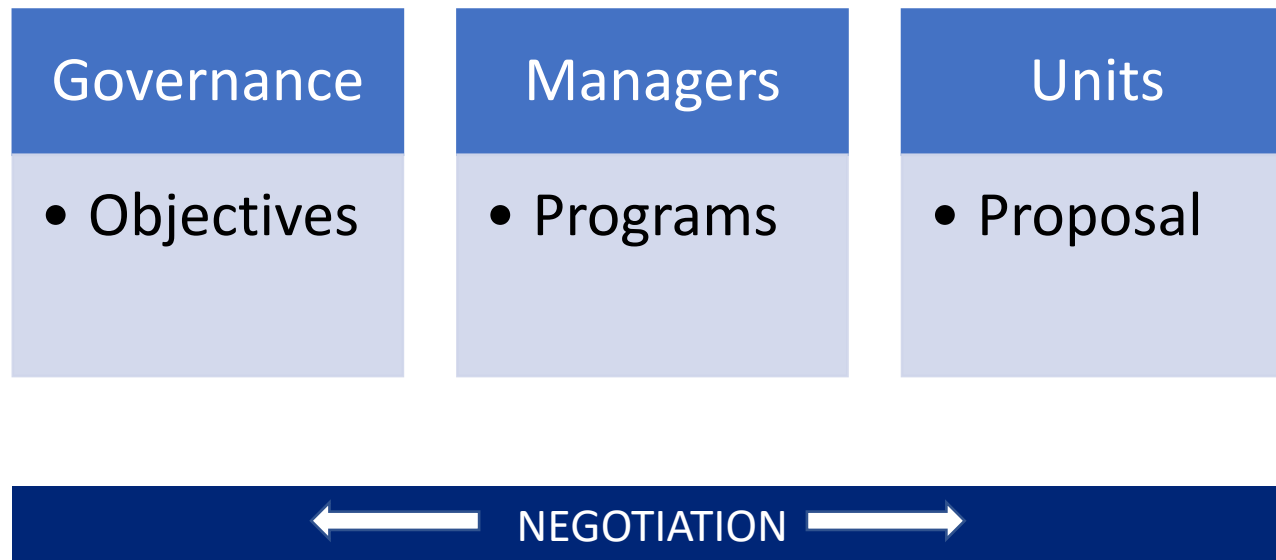 Governance
• Objectives
Managers
• Programs
Units
• Proposal
NEGOTIATION